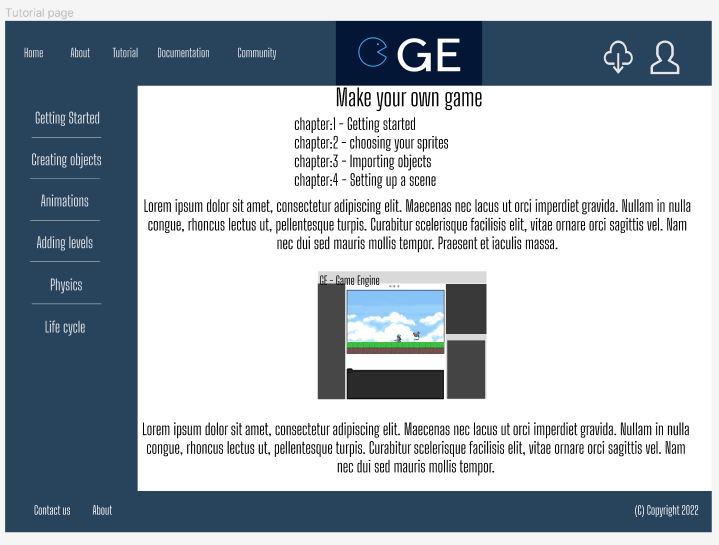 Tutorial page
Home About Tutorial Documentation Community
GE
Getting Started
Creating objects
Animations
Adding levels
Physics
Life cycle
Make your own game
chapter:1 - Getting started
chapter:2 - choosing your sprites
chapter:3 - Importing objects
chapter:4 - Setting up a scene
Lorem ipsum dolor sit amet, consectetur adipiscing elit. Maecenas nec lacus ut orci imperdiet gravida. Nullam in nulla
congue, rhoncus lectus ut, pellentesque turpis. Curabitur scelerisque facilisis elit, vitae ornare orci sagittis vel. Nam
nec dui sed mauris mollis tempor. Praesent et iaculis massa.
GE - Game Engine
Lorem ipsum dolor sit amet, consectetur adipiscing elit. Maecenas nec lacus ut orci imperdiet gravida. Nullam in nulla
congue, rhoncus lectus ut, pellentesque turpis. Curabitur scelerisque facilisis elit, vitae ornare orci sagittis vel. Nam
nec dui sed mauris mollis tempor.
Contact us About (C) Copyright 2022